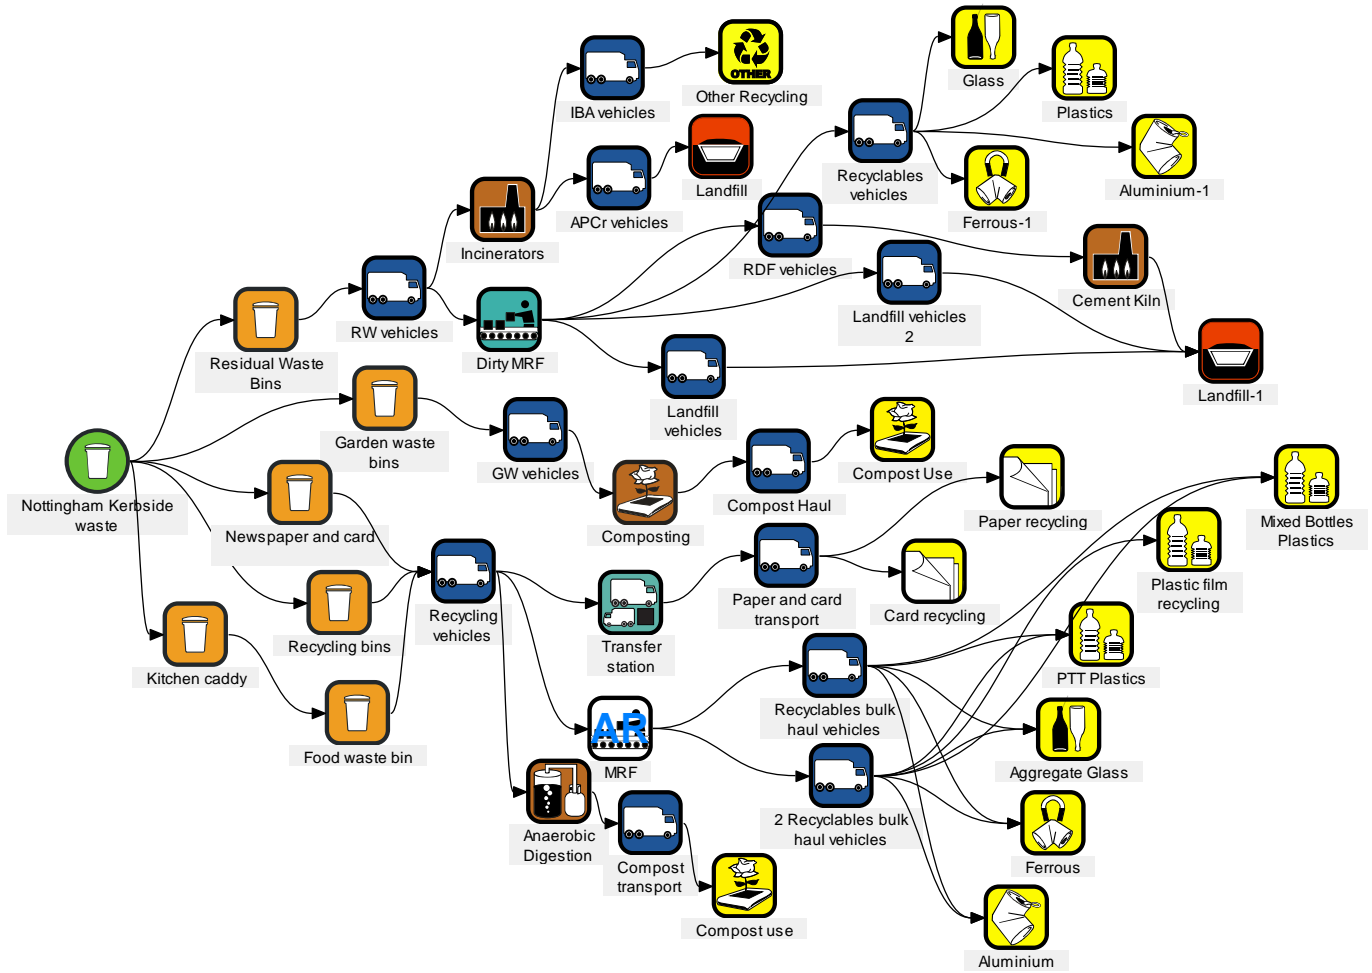 OTHER
Other Recycling
IBA vehicles
Glass
Plastics
Landfill
APCr vehicles
Recyclables
vehicles
Aluminium-1
Ferrous-1
Incinerators
RDF vehicles
Cement Kiln
RW vehicles
Landfill vehicles
2
Dirty MRF
Residual Waste
Bins
Landfill-1
Landfill
vehicles
Garden waste
bins
GW vehicles
Compost Use
Compost Haul
Nottingham Kerbside
waste
Newspaper and card
Composting
Paper recycling
Mixed Bottles
Plastics
Plastic film
recycling
Recycling
vehicles
Recycling bins
Paper and card
transport
Card recycling
Transfer
station
Kitchen caddy
PTT Plastics
Recyclables bulk
haul vehicles
Food waste bin
AR
MRF
Aggregate Glass
2 Recyclables bulk
haul vehicles
Anaerobic
Digestion
Compost
transport
Ferrous
Compost use
Aluminium